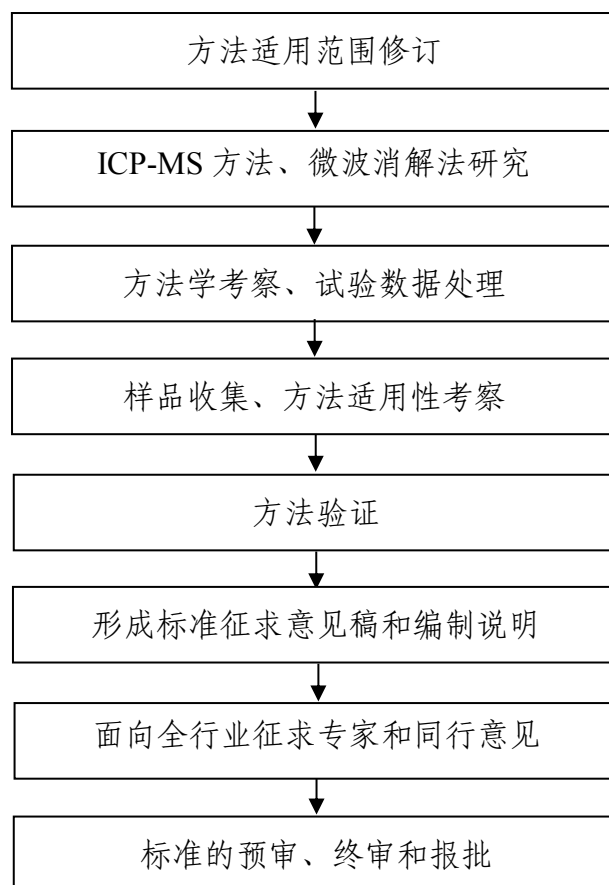 方法适用范围修订
ICP-MS 方法、微波消解法研究
方法学考察、试验数据处理
样品收集、方法适用性考察
方法验证
形成标准征求意见稿和编制说明
面向全行业征求专家和同行意见
标准的预审、终审和报批